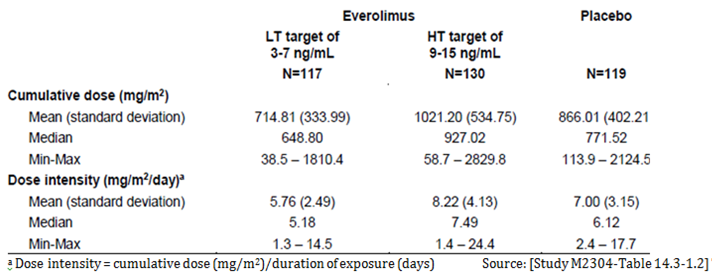 Everolimus Placebo
LT target of HT target of
3-7 ng/mL 9-15 ng/mL
N=117 N=130 N=119
Cumulative dose (mg/m²)
Mean (standard deviation) 714.81 (333.99) 1021.20 (534.75) 866.01 (402.21
Median 648.80 927.02 771.52
Min-Max 38.5 – 1810.4 58.7 – 2829.8 113.9 – 2124.5
Dose intensity (mg/m²/day)ᵃ
Mean (standard deviation) 5.76 (2.49) 8.22 (4.13) 7.00 (3.15)
Median 5.18 7.49 6.12
Min-Max 1.3 – 14.5 1.4 – 24.4 2.4 – 17.7
ᵃ Dose intensity = cumulative dose (mg/m²)/duration of exposure (days) Source: [Study M2304-Table 14.3-1.2]